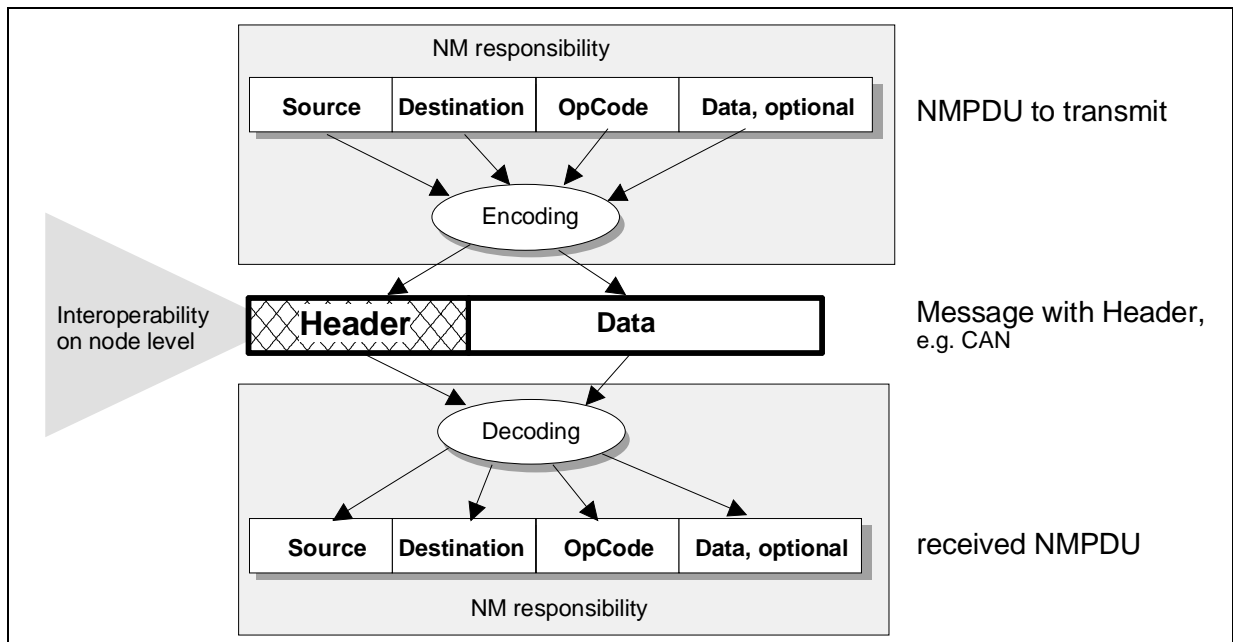 NM responsibility
Source Destination OpCode Data, optional
NMPDU to transmit
Encoding
Interoperability
on node level
Header Data
Message with Header,
e.g. CAN
Decoding
Source Destination OpCode Data, optional
received NMPDU
NM responsibility